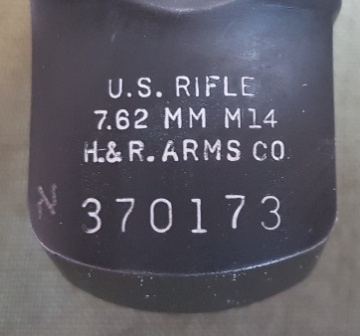 U.S. RIFLE
7.62 MM M14
H.& R. ARMS CO
370173